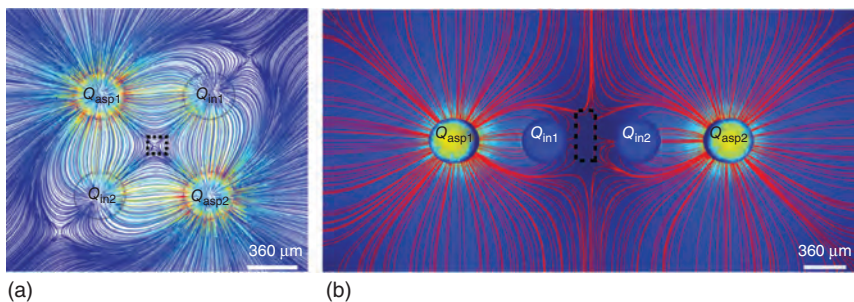 Qasp1
Qin1
Qin2
Qasp2
360 μm
(a)
Qasp1
Qin1
Qin2
Qasp2
360 μm
(b)